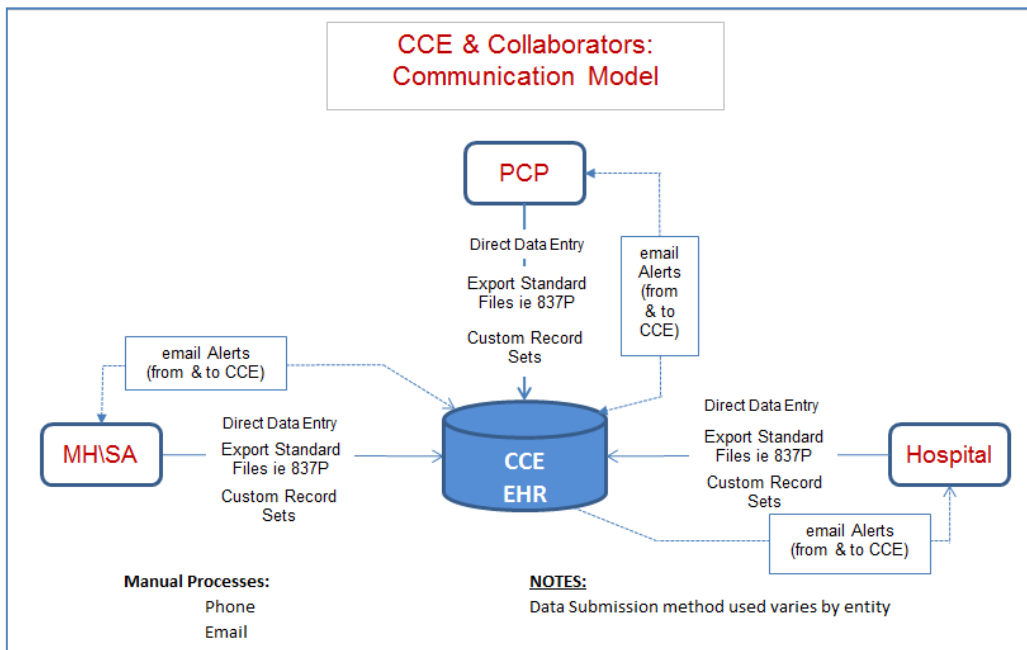 CCE & Collaborators:
Communication Model
PCP
Direct Data Entry
Export Standard
Files ie 837P
Custom Record
Sets
email
Alerts
(from
& to
CCE)
email Alerts
(from & to CCE)
MH\SA
Direct Data Entry
Export Standard
Files ie 837P
Custom Record
Sets
CCE
EHR
Direct Data Entry
Export Standard
Files ie 837P
Custom Record
Sets
Hospital
email Alerts
(from & to CCE)
Manual Processes:
Phone
Email
NOTES:
Data Submission method used varies by entity